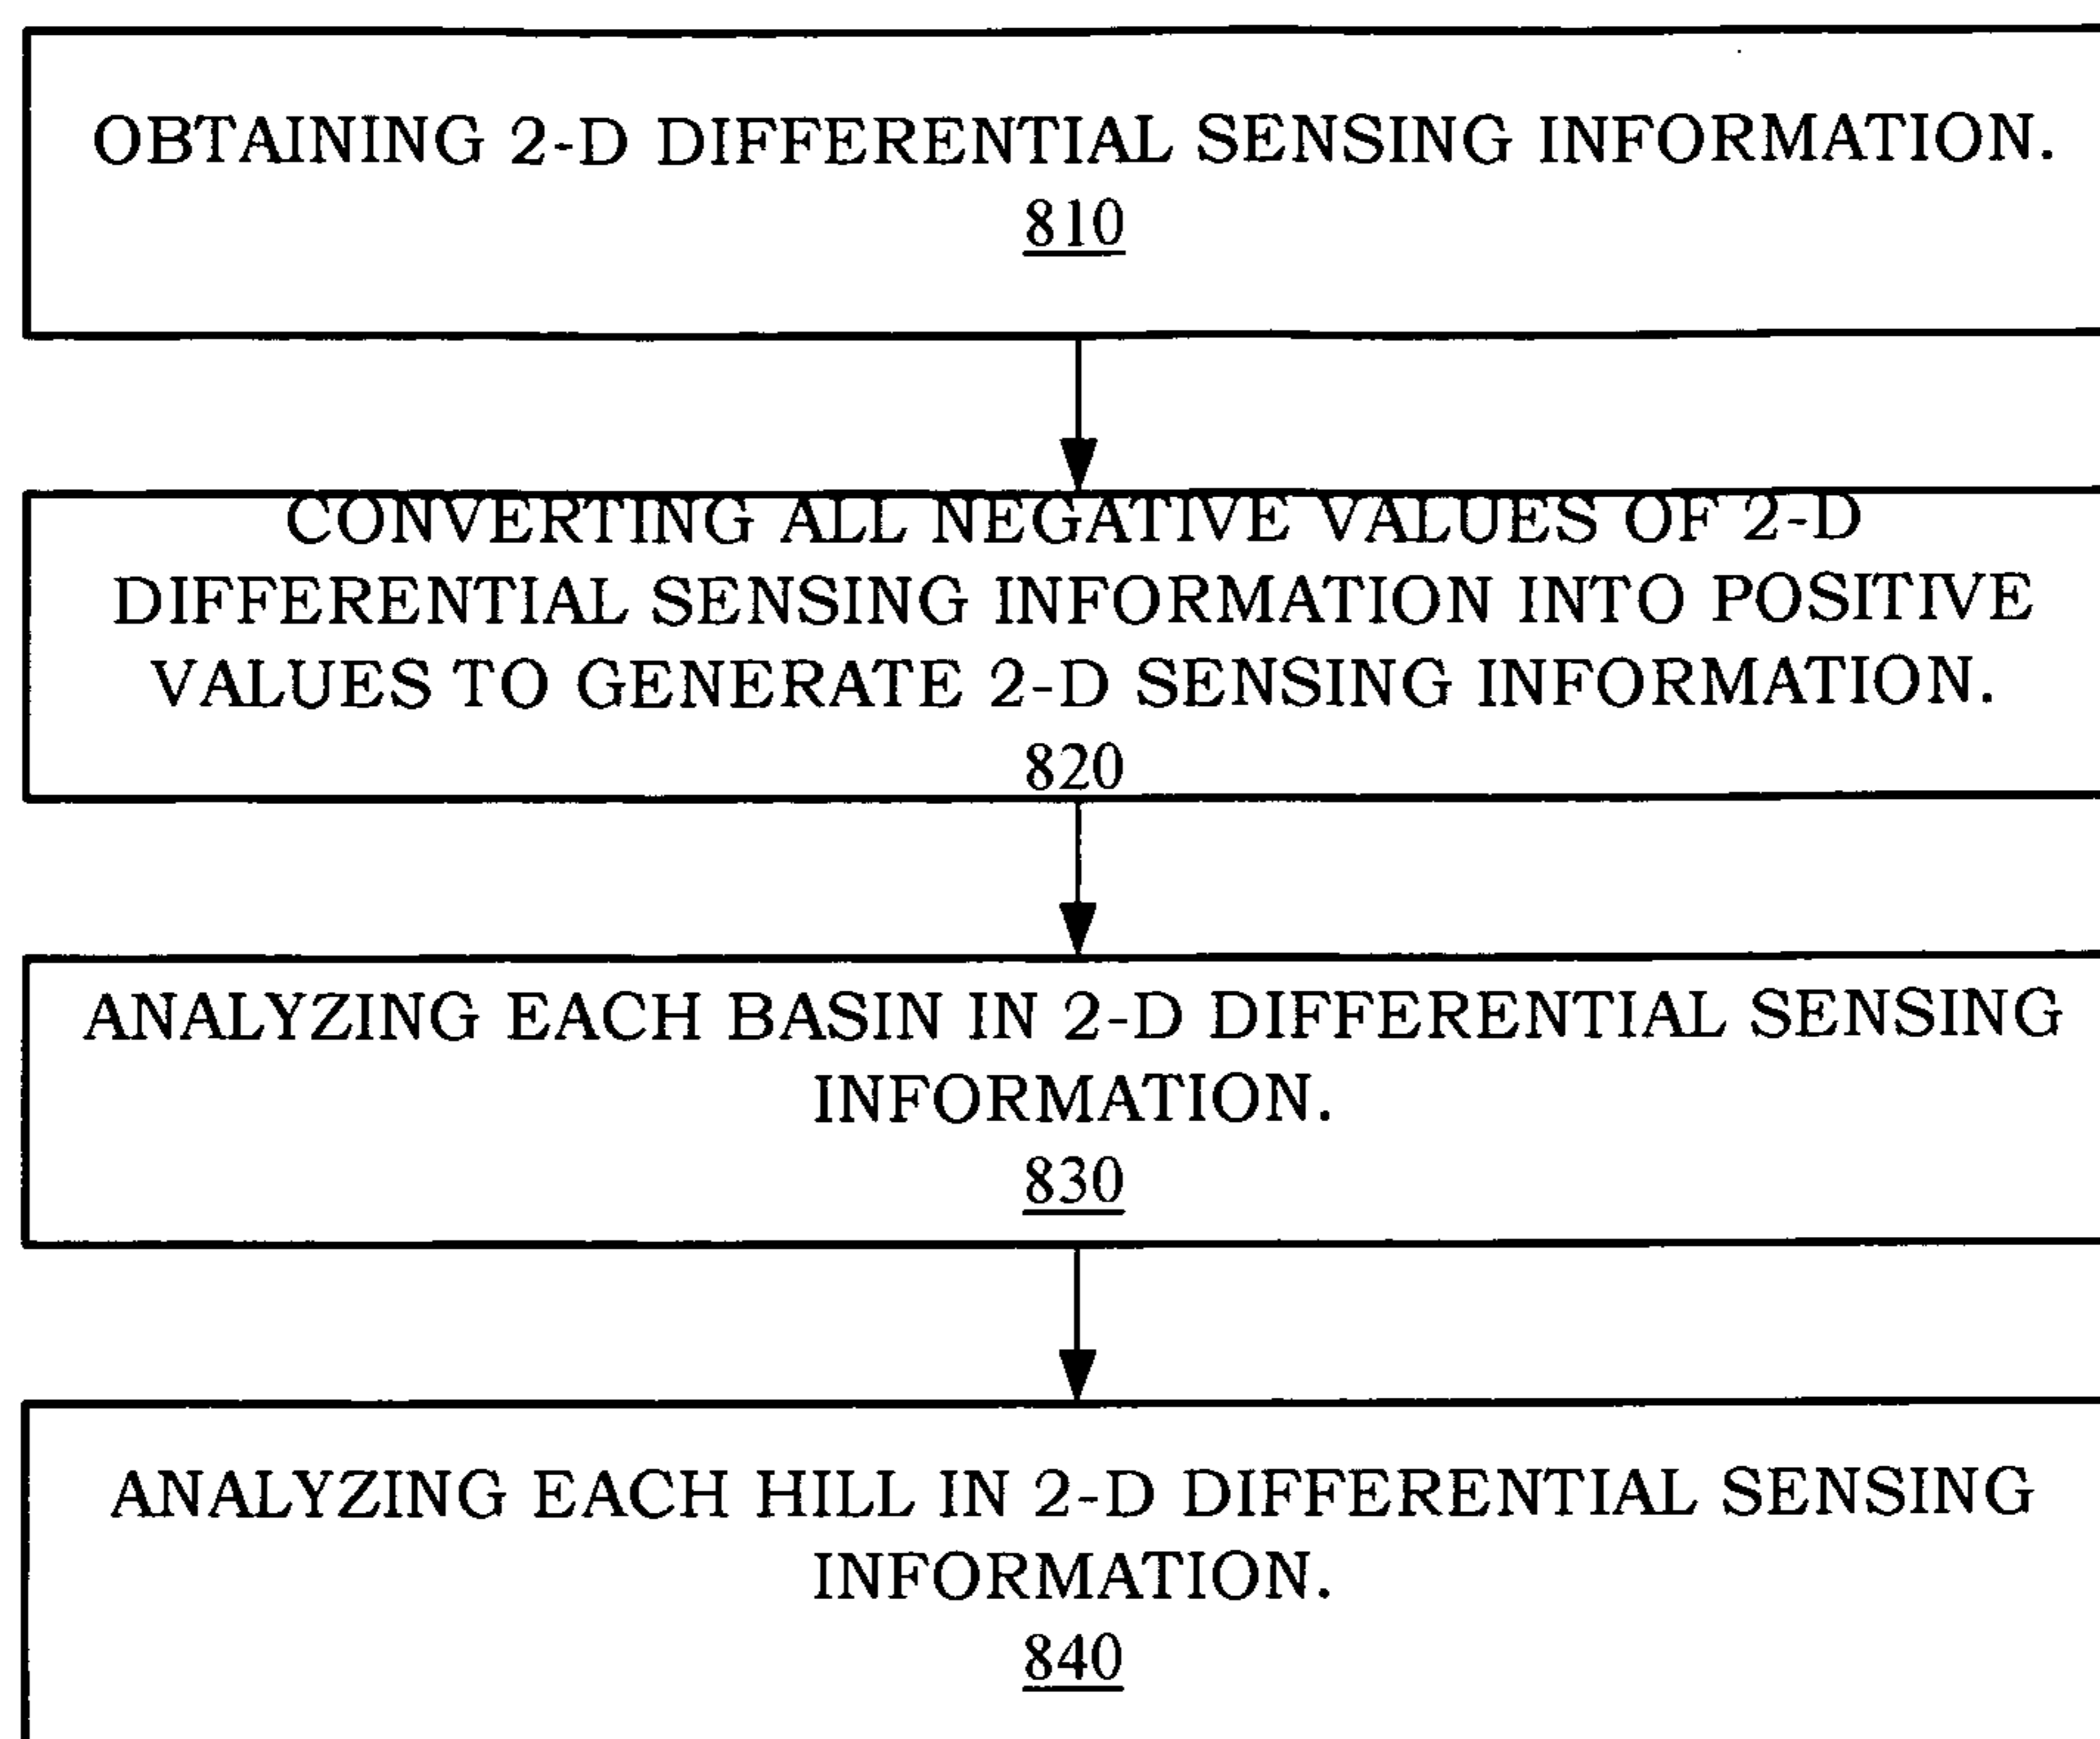 OBTAINING 2-D DIFFERENTIAL SENSING INFORMATION.
810
CONVERTING ALL NEGATIVE VALUES OF 2-D
DIFFERENTIAL SENSING INFORMATION INTO POSITIVE
VALUES TO GENERATE 2-D SENSING INFORMATION.
820
ANALYZING EACH BASIN IN 2-D DIFFERENTIAL SENSING
INFORMATION.
830
ANALYZING EACH HILL IN 2-D DIFFERENTIAL SENSING
INFORMATION.
840